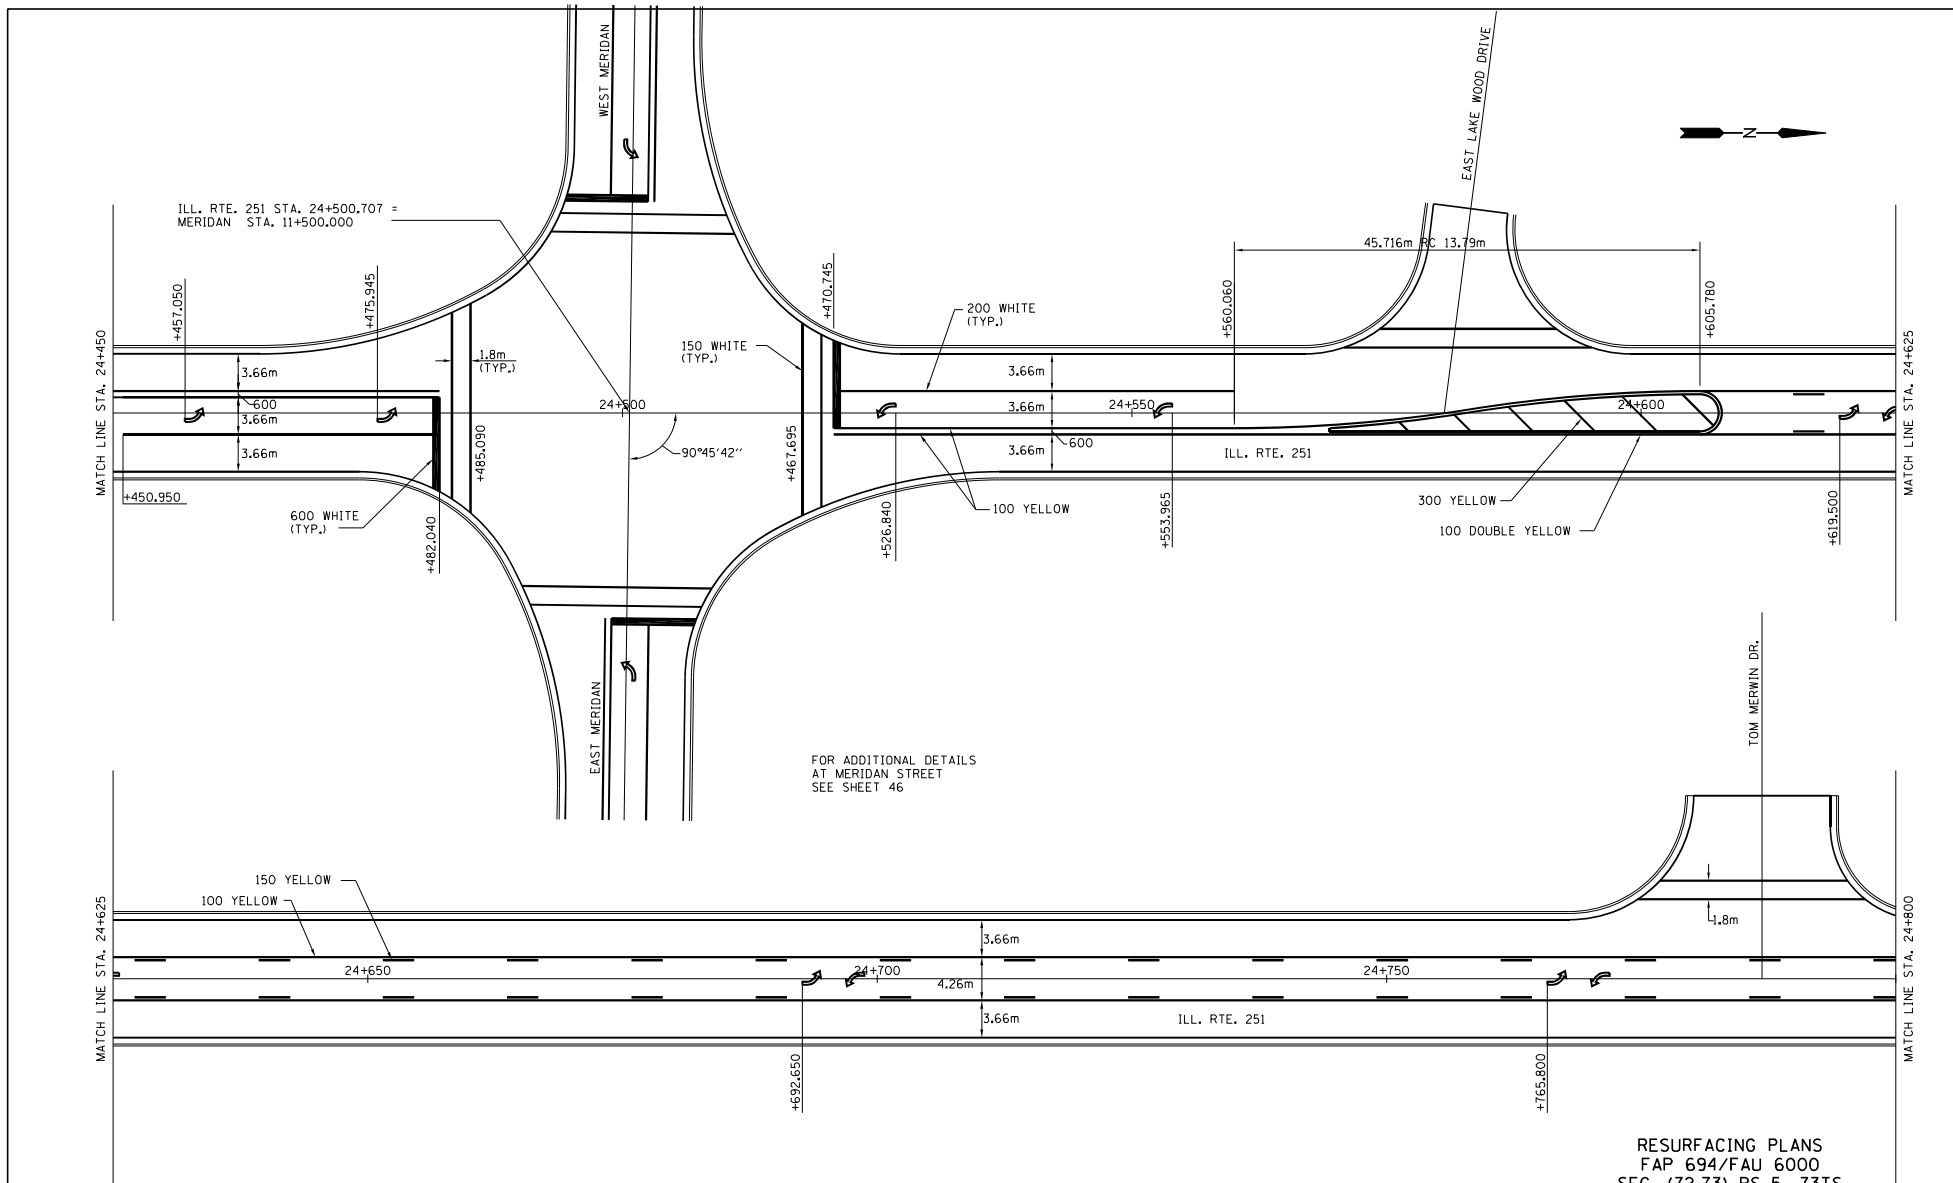 WEST MERIDAN
EAST LAKE WOOD DRIVE
N
ILL. RTE. 251 STA. 24+500.707 =
MERIDAN STA. 11+500.000
45.716m RC 13.79m
+457.050
+475.945
+470.745
+560.060
+605.780
200 WHITE
(TYP.)
150 WHITE
(TYP.)
1.8m
(TYP.)
MATCH LINE STA. 24+450
MATCH LINE STA. 24+625
3.66m
600
3.66m
3.66m
24+500
3.66m
3.66m
600
3.66m
24+550
24+600
ILL. RTE. 251
90°45'42''
+485.090
+467.695
+450.950
600 WHITE
(TYP.)
+482.040
+526.840
100 YELLOW
+553.965
300 YELLOW
100 DOUBLE YELLOW
+619.500
EAST MERIDAN
TOM MERWIN DR.
FOR ADDITIONAL DETAILS
AT MERIDAN STREET
SEE SHEET 46
150 YELLOW
100 YELLOW
1.8m
MATCH LINE STA. 24+625
MATCH LINE STA. 24+800
3.66m
24+650
24+700
24+750
4.26m
3.66m
ILL. RTE. 251
+692.650
+765.800
RESURFACING PLANS
FAP 694/FAU 6000
SEC. (72,73) RS-5, 73TS